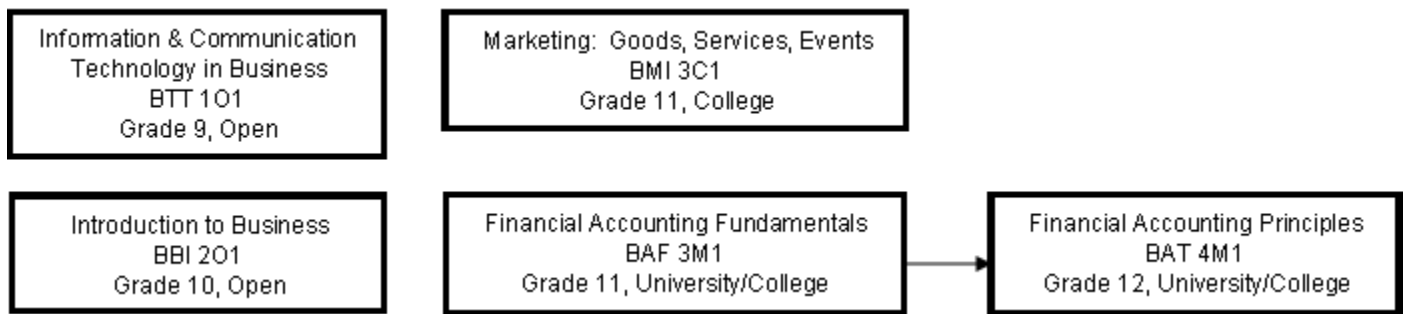 Information & Communication
Technology in Business
BTT 1O1
Grade 9, Open
Marketing: Goods, Services, Events
BMI 3C1
Grade 11, College
Introduction to Business
BBI 2O1
Grade 10, Open
Financial Accounting Fundamentals
BAF 3M1
Grade 11, University/College
Financial Accounting Principles
BAT 4M1
Grade 12, University/College